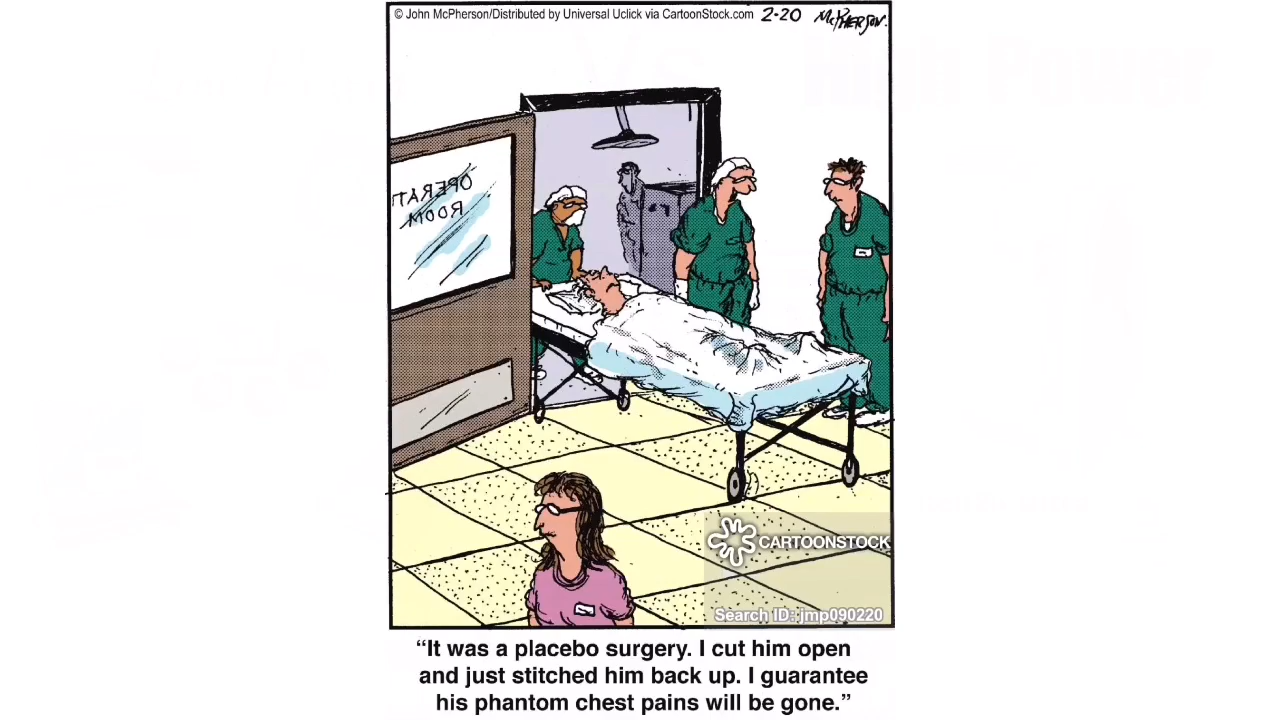 © John McPherson/Distributed by Universal Uclick via CartoonStock.com 2-20 McPHERSON.
OPERATI
ROOM
CARTOONSTOCK
Search ID: jmp090220
“It was a placebo surgery. I cut him open
and just stitched him back up. I guarantee
his phantom chest pains will be gone.”